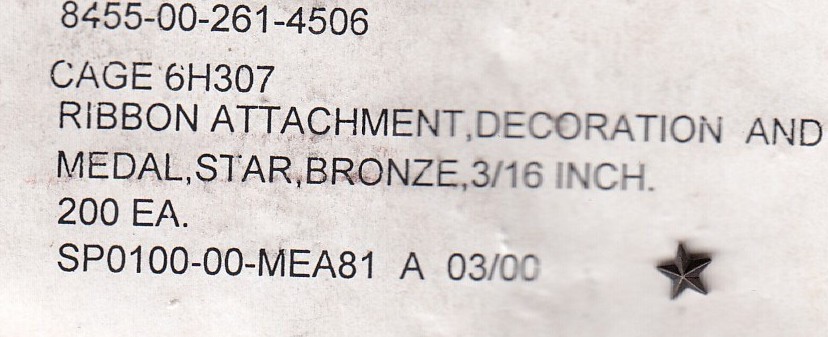 8455-00-261-4506
CAGE 6H307
RIBBON ATTACHMENT,DECORATION AND
MEDAL,STAR,BRONZE,3/16 INCH.
200 EA.
SP0100-00-MEA81 A 03/00